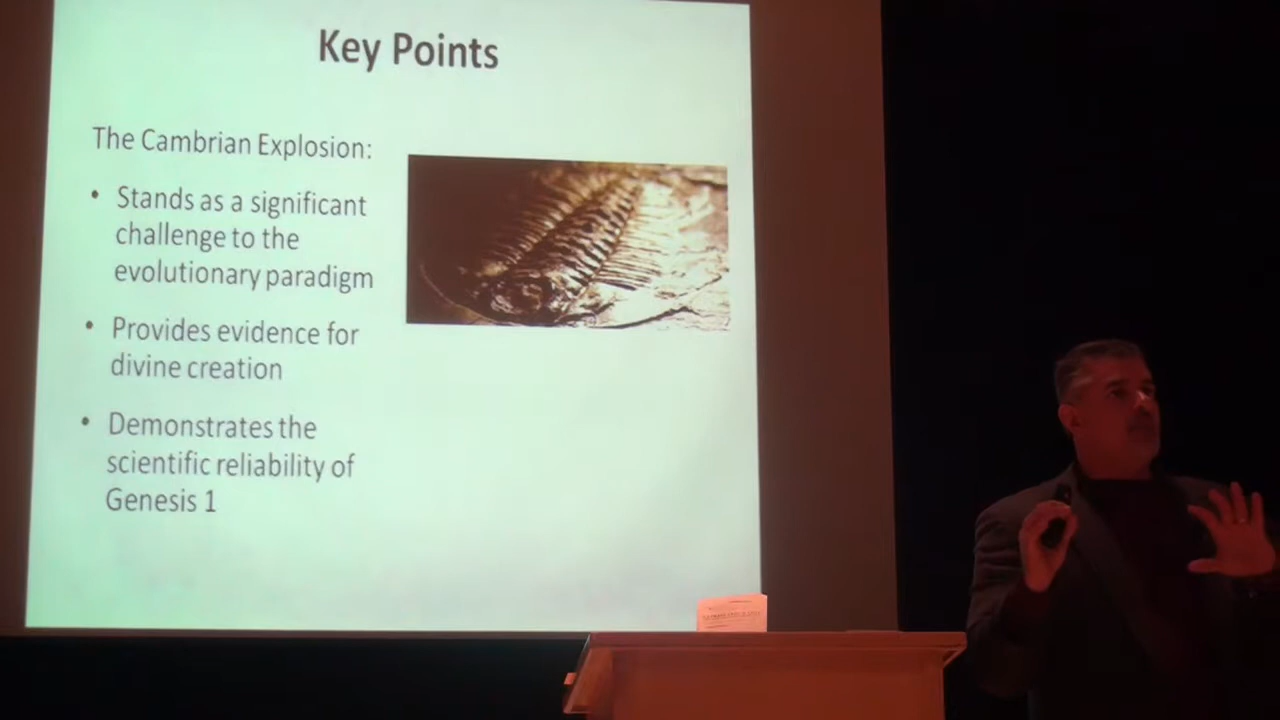 Key Points
The Cambrian Explosion:
• Stands as a significant
challenge to the
evolutionary paradigm
• Provides evidence for
divine creation
• Demonstrates the
scientific reliability of
Genesis 1